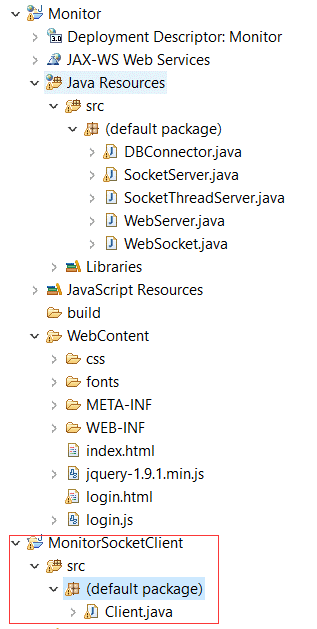 Monitor
Deployment Descriptor: Monitor
JAX-WS Web Services
Java Resources
src
(default package)
DBConnector.java
SocketServer.java
SocketThreadServer.java
WebServer.java
WebSocket.java
Libraries
JavaScript Resources
build
WebContent
css
fonts
META-INF
WEB-INF
index.html
jquery-1.9.1.min.js
login.html
login.js
MonitorSocketClient
src
(default package)
Client.java